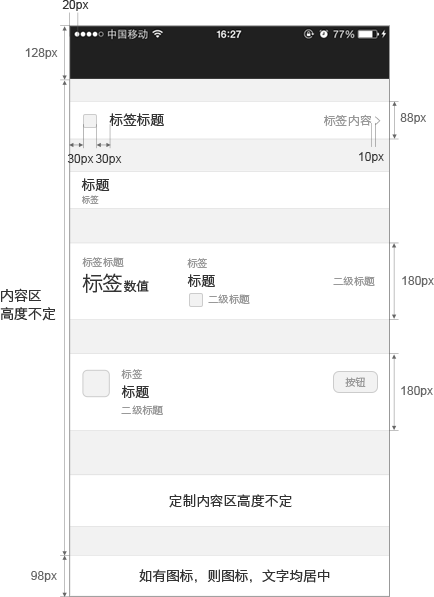 20px
中国移动 16:27 77%
128px
标签标题 标签内容
88px
30px 30px
10px
标题
标签
标签标题
标签数值
标签
标题
二级标题
二级标题
180px
内容区
高度不定
标签
标题
二级标题
按钮
180px
定制内容区高度不定
98px
如有图标，则图标，文字均居中